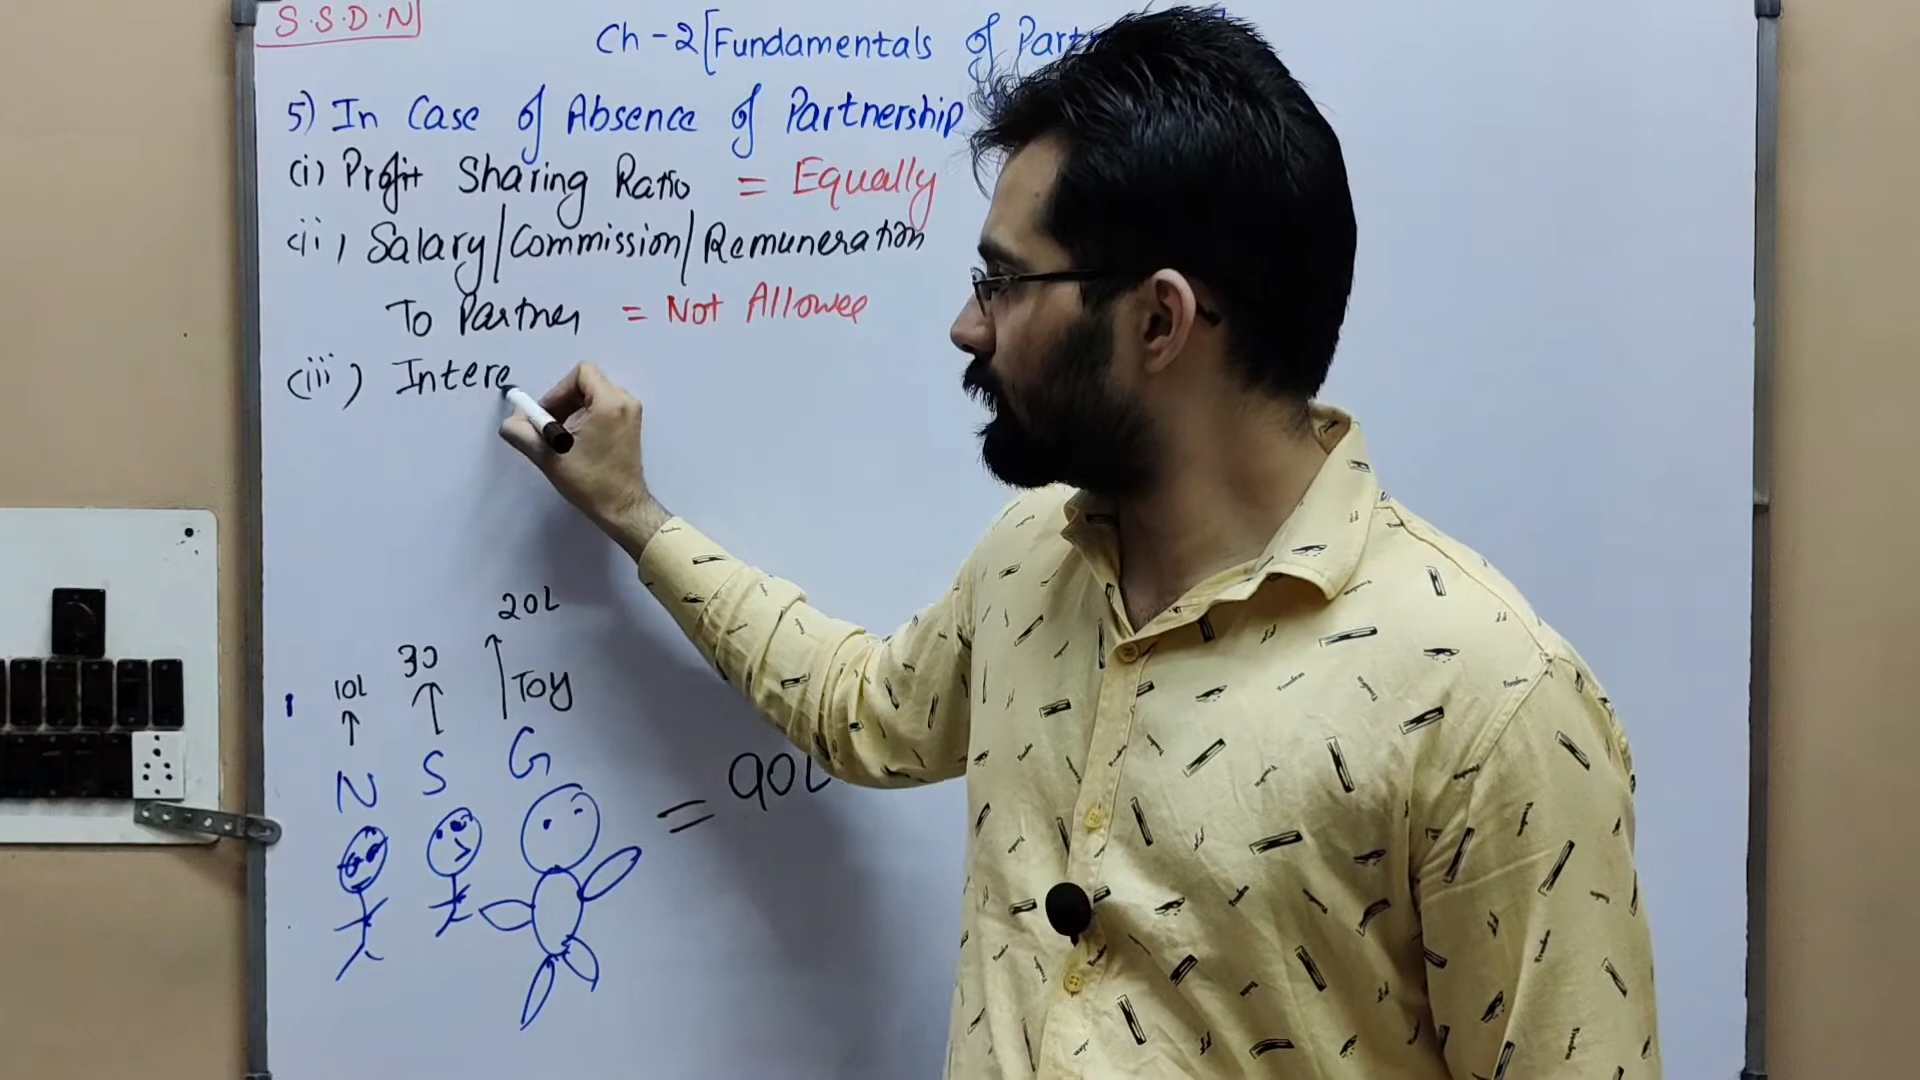 S.S.D.N
Ch-2[Fundamentals of
5) In Case of Absence of Partnership
(i) Profit Sharing Ratio = Equally
(ii) Salary/Commission/Remuneration
To Partner = Not Allowed
(iii) Intere
20L
30
10L
Toy
N S G
= 90L